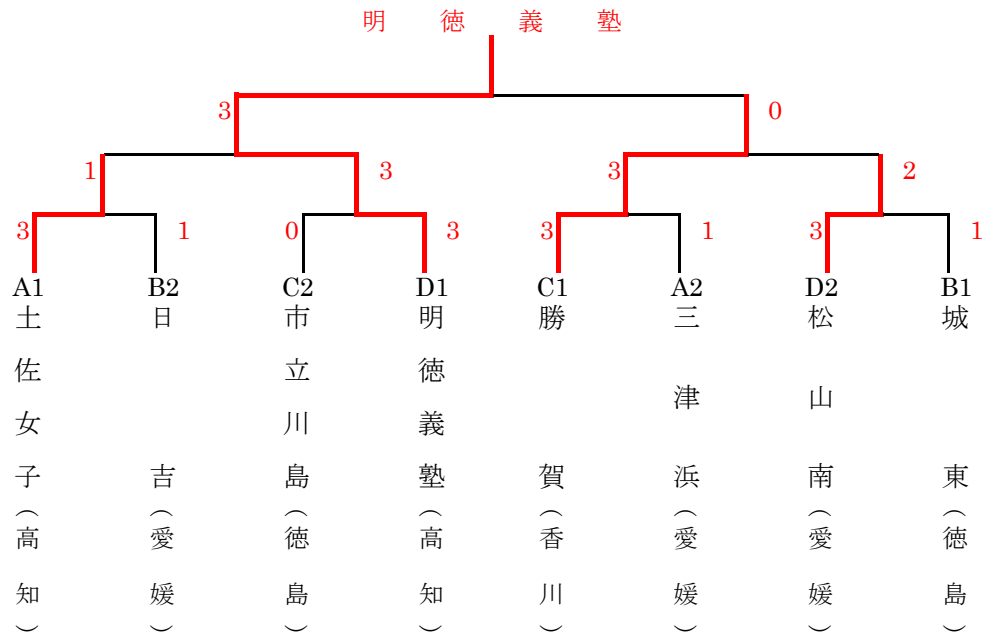 明徳義塾
3 0
1 3 3 2
3 1 0 3 3 1 3 1
A1 B2 C2 D1 C1 A2 D2 B1
土佐女子(高知)
日吉(愛媛)
市立川島(徳島)
明徳義塾(高知)
勝賀(香川)
三津浜(愛媛)
松山南(愛媛)
城東(徳島)